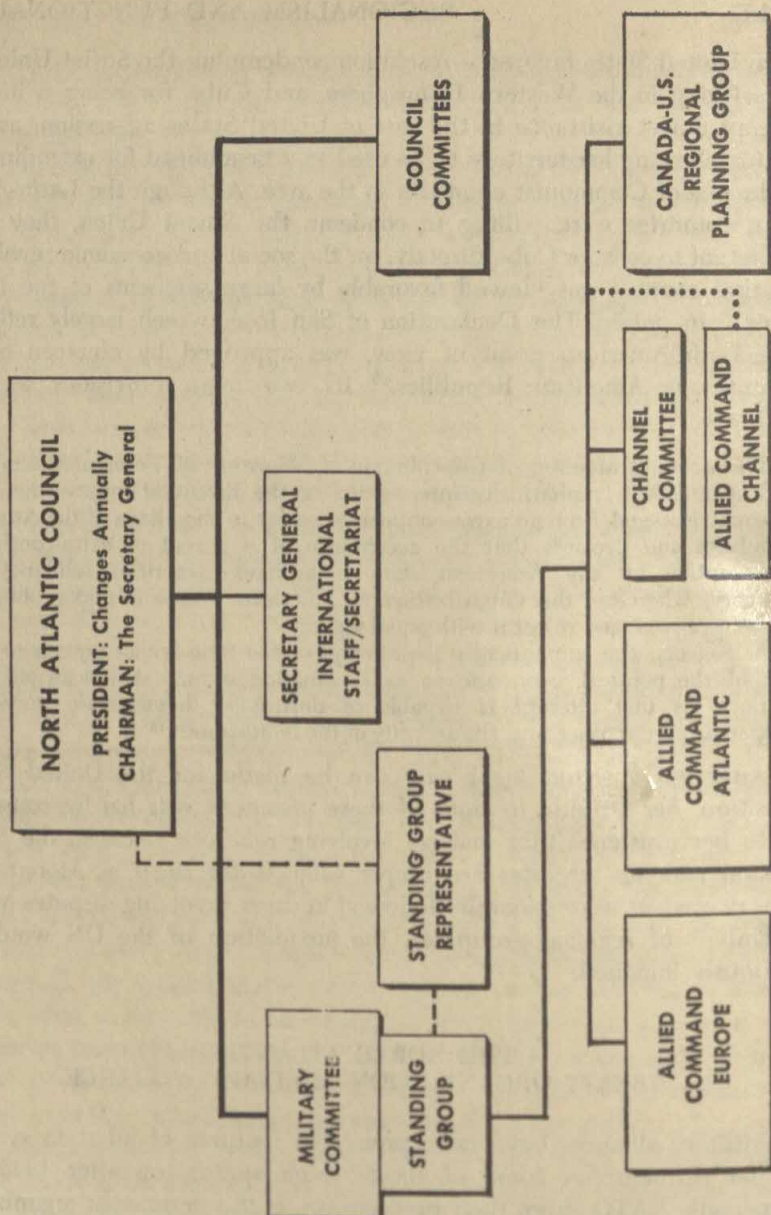 NORTH ATLANTIC COUNCIL
PRESIDENT: Changes Annually
CHAIRMAN: The Secretary General
MILITARY
COMMITTEE
STANDING
GROUP
STANDING GROUP
REPRESENTATIVE
SECRETARY GENERAL
INTERNATIONAL
STAFF/SECRETARIAT
COUNCIL
COMMITTEES
ALLIED
COMMAND
EUROPE
ALLIED
COMMAND
ATLANTIC
CHANNEL
COMMITTEE
ALLIED COMMAND
CHANNEL
CANADA-U.S.
REGIONAL
PLANNING GROUP